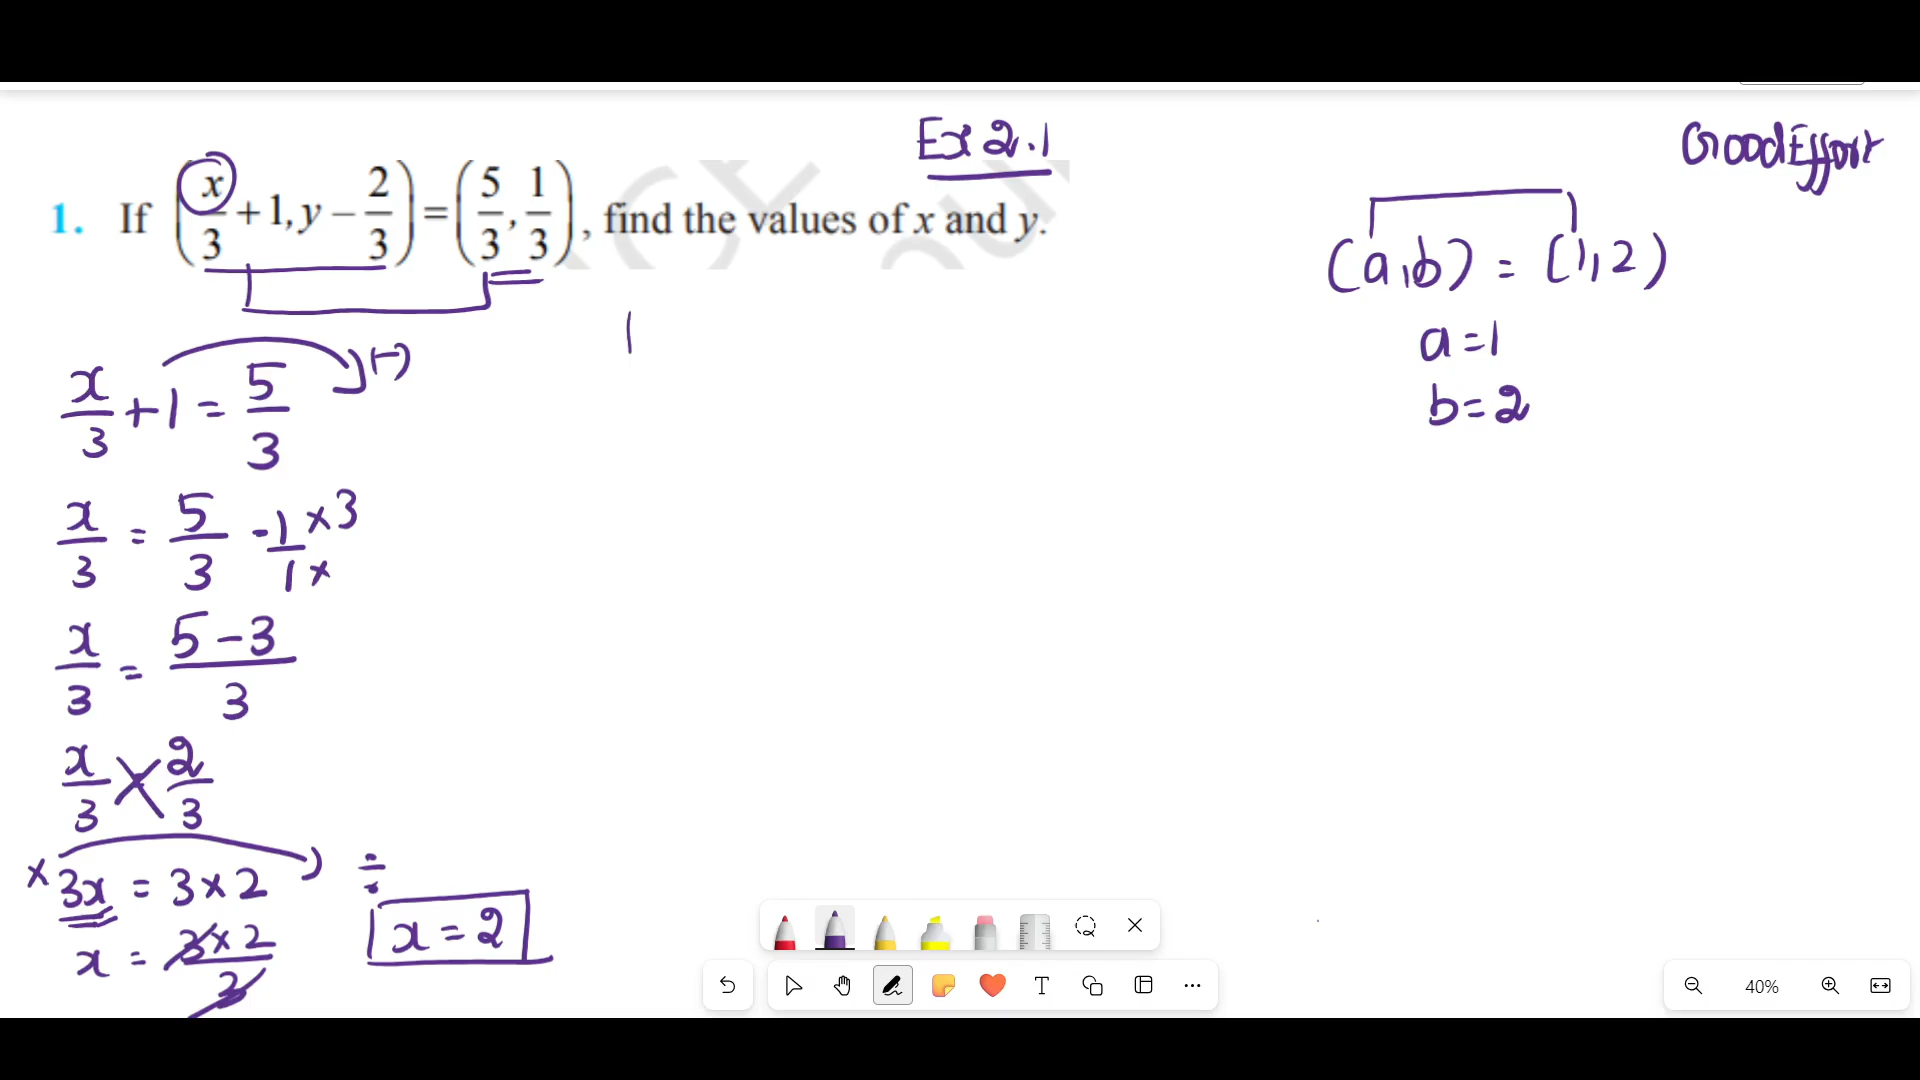 Ex 2.1
GoodEffort
1. If (x/3 + 1, y − 2/3) = (5/3, 1/3), find the values of x and y.
(a,b) = (1,2)
a = 1
b = 2
x/3 + 1 = 5/3 (−)
x/3 = 5/3 - 1/1 × 3 ×
x/3 = 5 − 3/3
x/3 × 2/3
× 3x = 3 × 2 ÷
x = 3 × 2/3
x = 2
40%